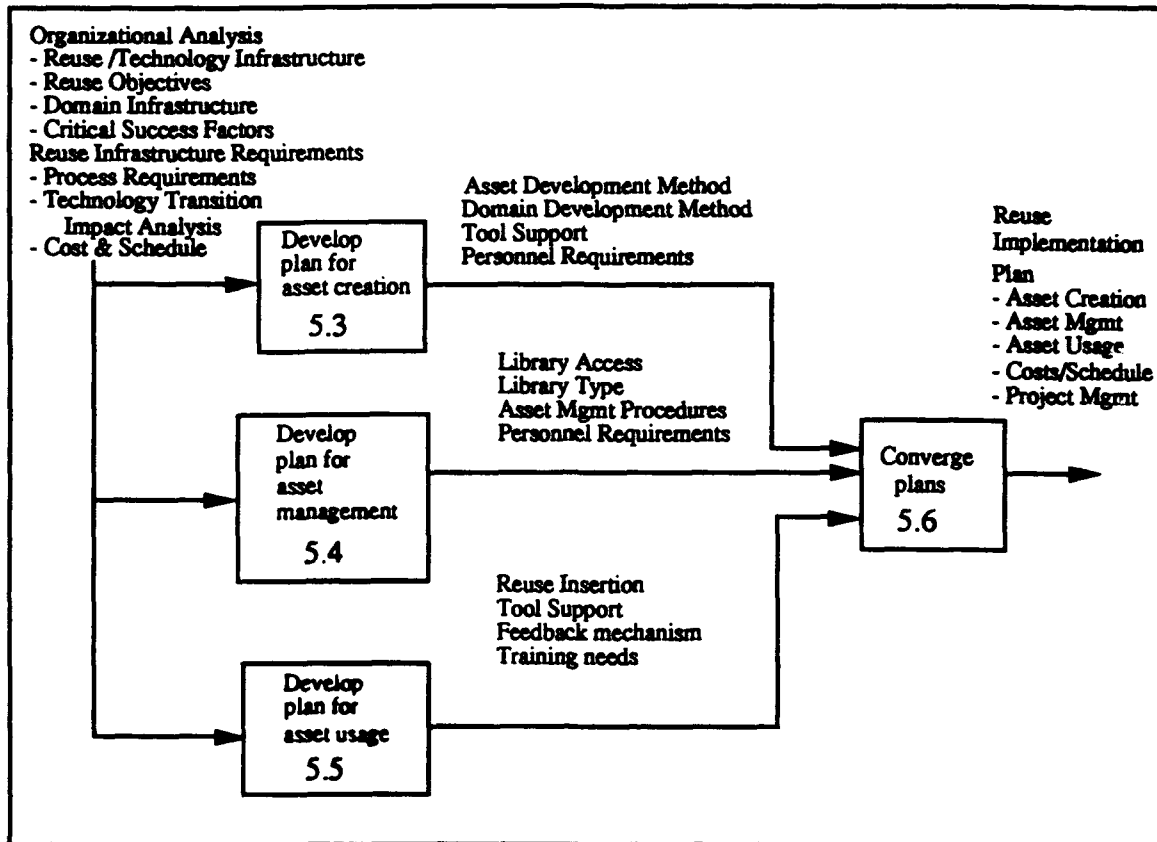 Organizational Analysis
- Reuse /Technology Infrastructure
- Reuse Objectives
- Domain Infrastructure
- Critical Success Factors
Reuse Infrastructure Requirements
- Process Requirements
- Technology Transition
Impact Analysis
- Cost & Schedule
Develop
plan for
asset creation
5.3
Asset Development Method
Domain Development Method
Tool Support
Personnel Requirements
Develop
plan for
asset
management
5.4
Library Access
Library Type
Asset Mgmt Procedures
Personnel Requirements
Develop
plan for
asset usage
5.5
Reuse Insertion
Tool Support
Feedback mechanism
Training needs
Converge
plans
5.6
Reuse
Implementation
Plan
- Asset Creation
- Asset Mgmt
- Asset Usage
- Costs/Schedule
- Project Mgmt